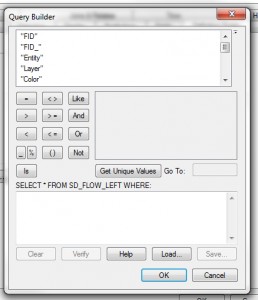 Query Builder
"FID"
"FID_"
"Entity"
"Layer"
"Color"
= < > Like
> > = And
< < = Or
_ % ( ) Not
Is Get Unique Values Go To:
SELECT * FROM SD_FLOW_LEFT WHERE:
Clear Verify Help Load... Save...
OK Cancel